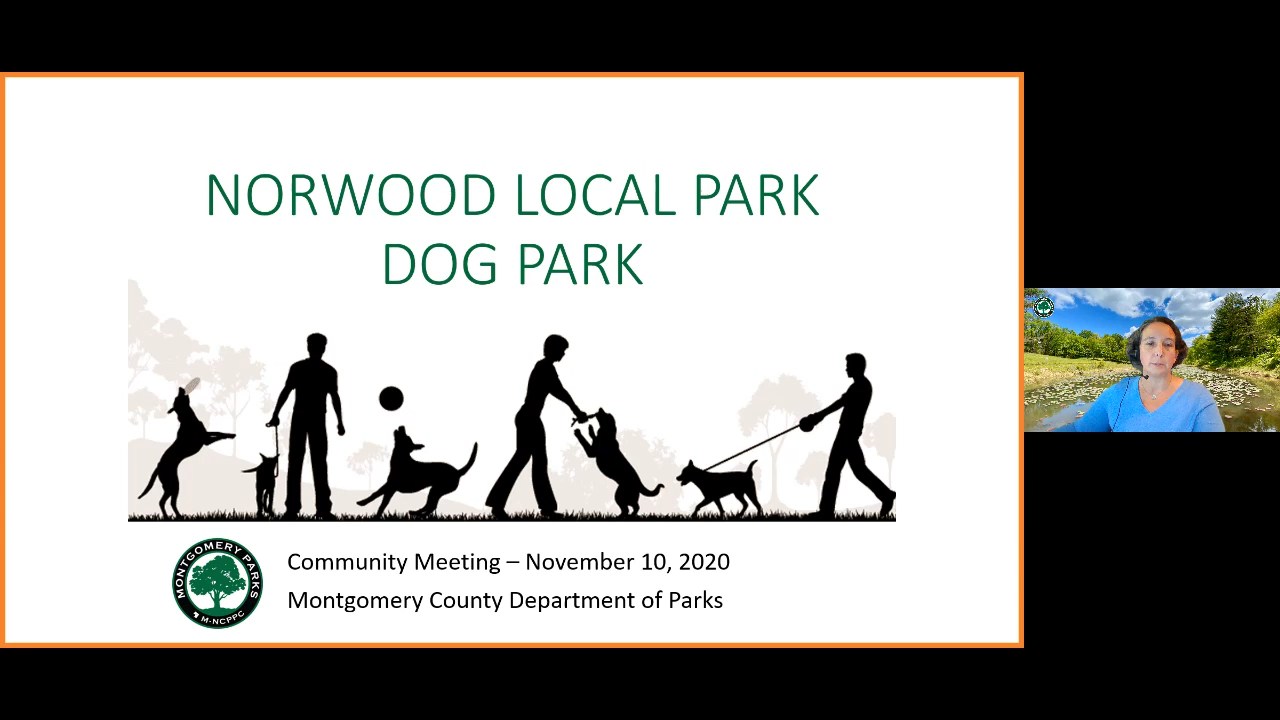 NORWOOD LOCAL PARK
DOG PARK
Community Meeting – November 10, 2020
Montgomery County Department of Parks
MONTGOMERY PARKS
M-NCPPC